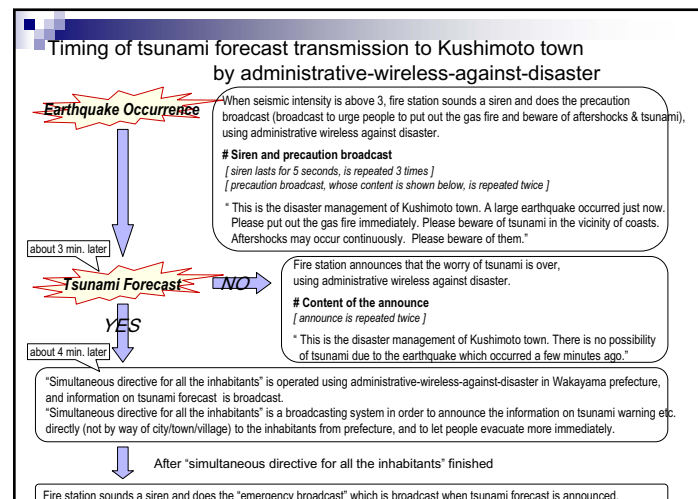 Timing of tsunami forecast transmission to Kushimoto town
by administrative-wireless-against-disaster
Earthquake Occurrence
When seismic intensity is above 3, fire station sounds a siren and does the precaution
broadcast (broadcast to urge people to put out the gas fire and beware of aftershocks & tsunami),
using administrative wireless against disaster.
# Siren and precaution broadcast
[ siren lasts for 5 seconds, is repeated 3 times ]
[ precaution broadcast, whose content is shown below, is repeated twice ]
“ This is the disaster management of Kushimoto town. A large earthquake occurred just now.
Please put out the gas fire immediately. Please beware of tsunami in the vicinity of coasts.
Aftershocks may occur continuously. Please beware of them.”
about 3 min. later
Tsunami Forecast
NO
Fire station announces that the worry of tsunami is over,
using administrative wireless against disaster.
# Content of the announce
[ announce is repeated twice ]
“ This is the disaster management of Kushimoto town. There is no possibility
of tsunami due to the earthquake which occurred a few minutes ago.”
YES
about 4 min. later
“Simultaneous directive for all the inhabitants” is operated using administrative-wireless-against-disaster in Wakayama prefecture,
and information on tsunami forecast is broadcast.
“Simultaneous directive for all the inhabitants” is a broadcasting system in order to announce the information on tsunami warning etc.
directly (not by way of city/town/village) to the inhabitants from prefecture, and to let people evacuate more immediately.
After “simultaneous directive for all the inhabitants” finished
Fire station sounds a siren and does the “emergency broadcast” which is broadcast when tsunami forecast is announced.